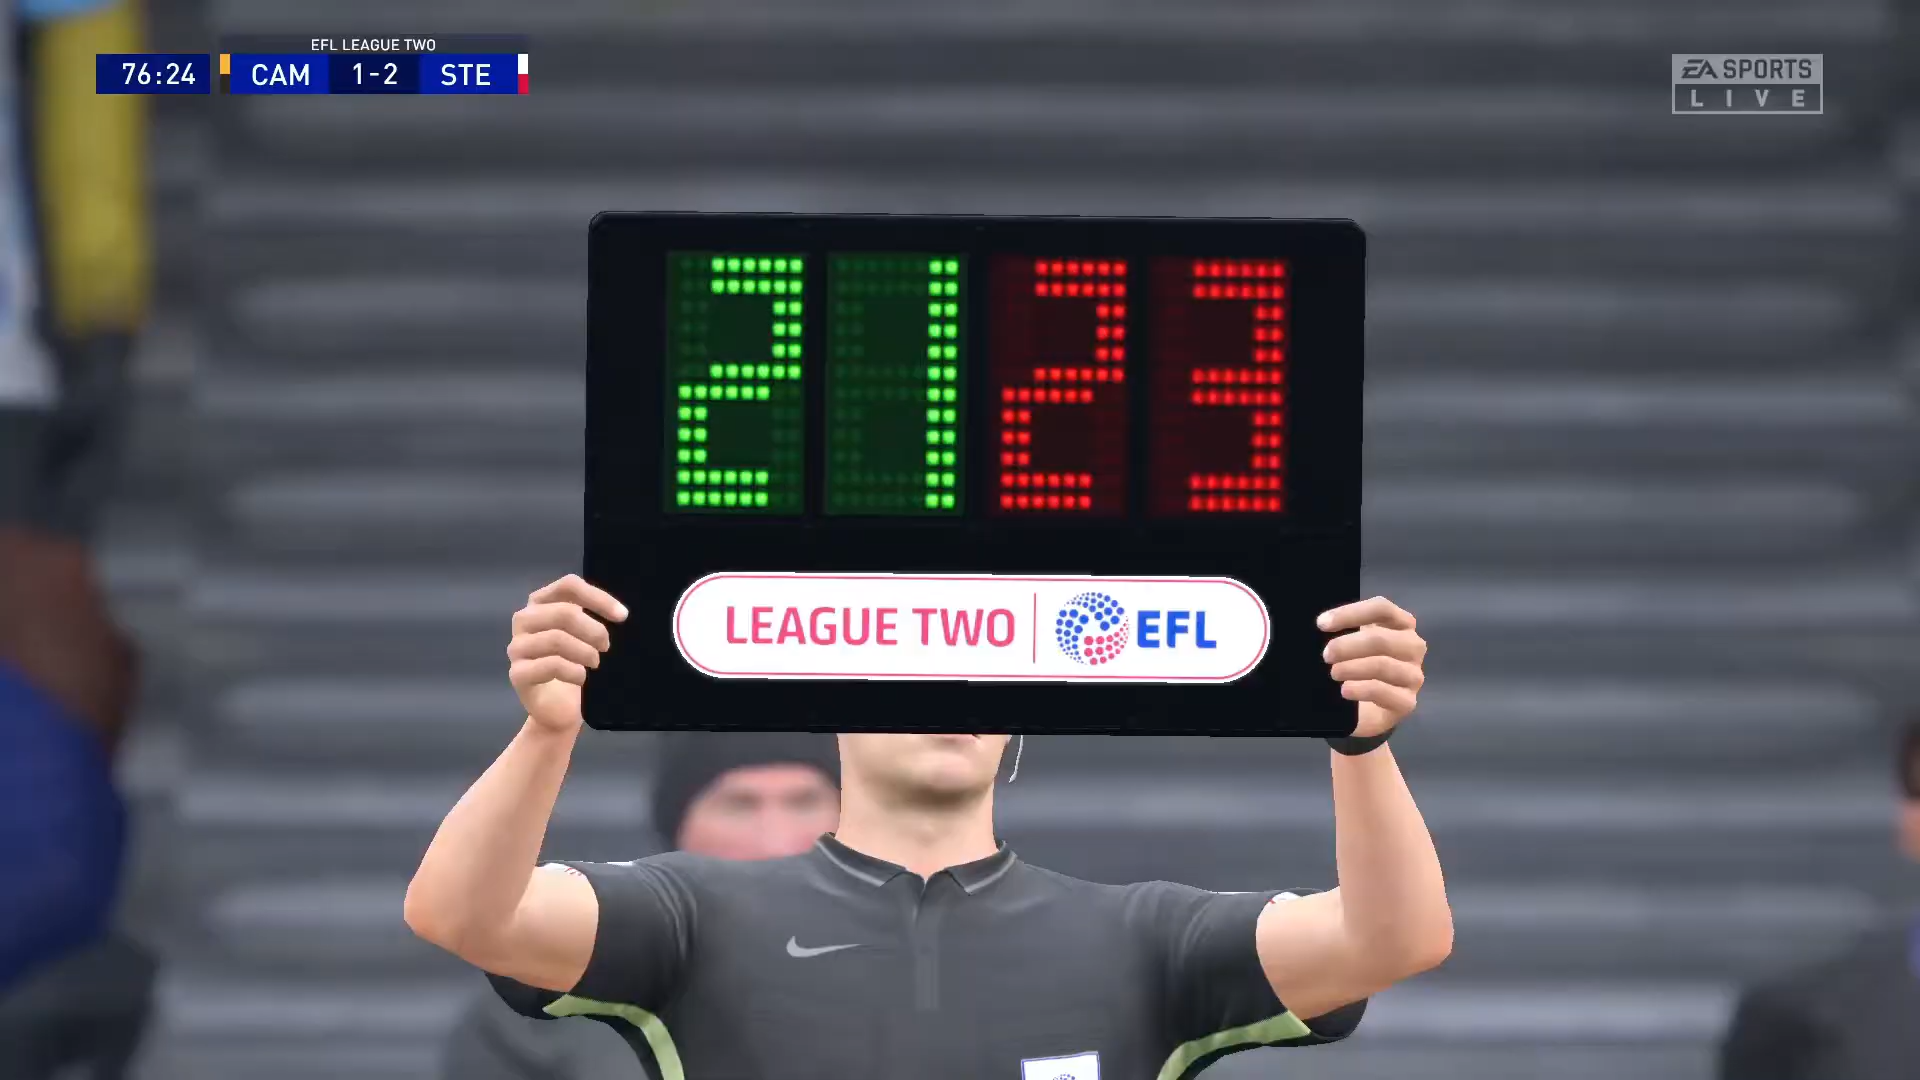 EFL LEAGUE TWO
76:24 CAM 1-2 STE
EA SPORTS
LIVE
21 23
LEAGUE TWO EFL